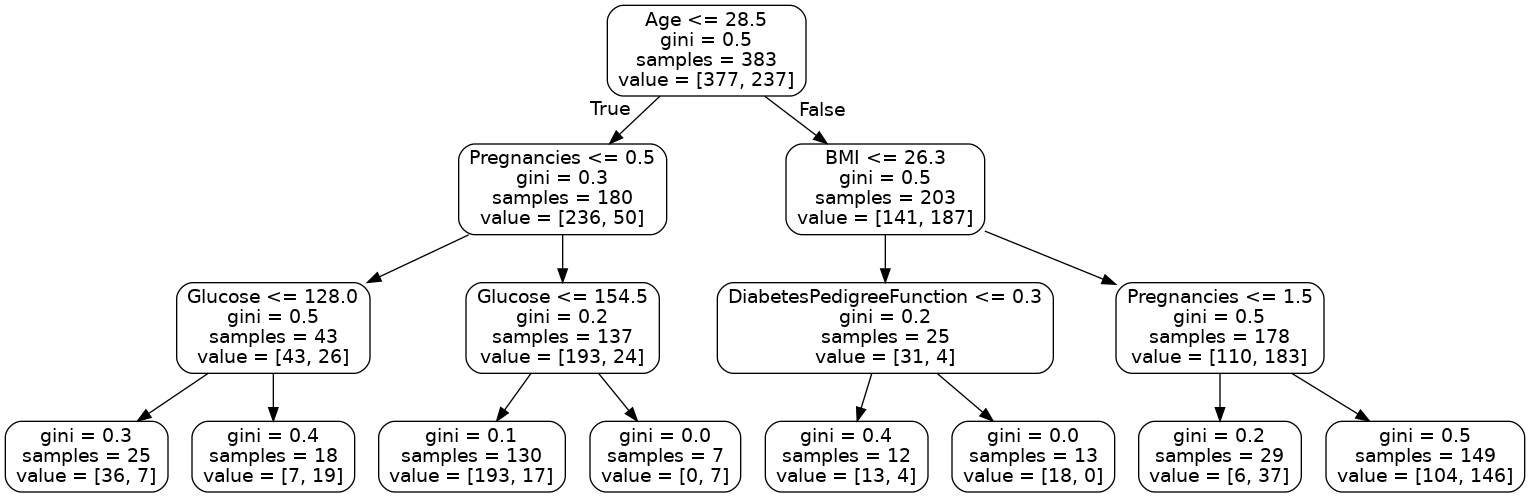 Age <= 28.5
gini = 0.5
samples = 383
value = [377, 237]
True
False
Pregnancies <= 0.5
gini = 0.3
samples = 180
value = [236, 50]
BMI <= 26.3
gini = 0.5
samples = 203
value = [141, 187]
Glucose <= 128.0
gini = 0.5
samples = 43
value = [43, 26]
Glucose <= 154.5
gini = 0.2
samples = 137
value = [193, 24]
DiabetesPedigreeFunction <= 0.3
gini = 0.2
samples = 25
value = [31, 4]
Pregnancies <= 1.5
gini = 0.5
samples = 178
value = [110, 183]
gini = 0.3
samples = 25
value = [36, 7]
gini = 0.4
samples = 18
value = [7, 19]
gini = 0.1
samples = 130
value = [193, 17]
gini = 0.0
samples = 7
value = [0, 7]
gini = 0.4
samples = 12
value = [13, 4]
gini = 0.0
samples = 13
value = [18, 0]
gini = 0.2
samples = 29
value = [6, 37]
gini = 0.5
samples = 149
value = [104, 146]